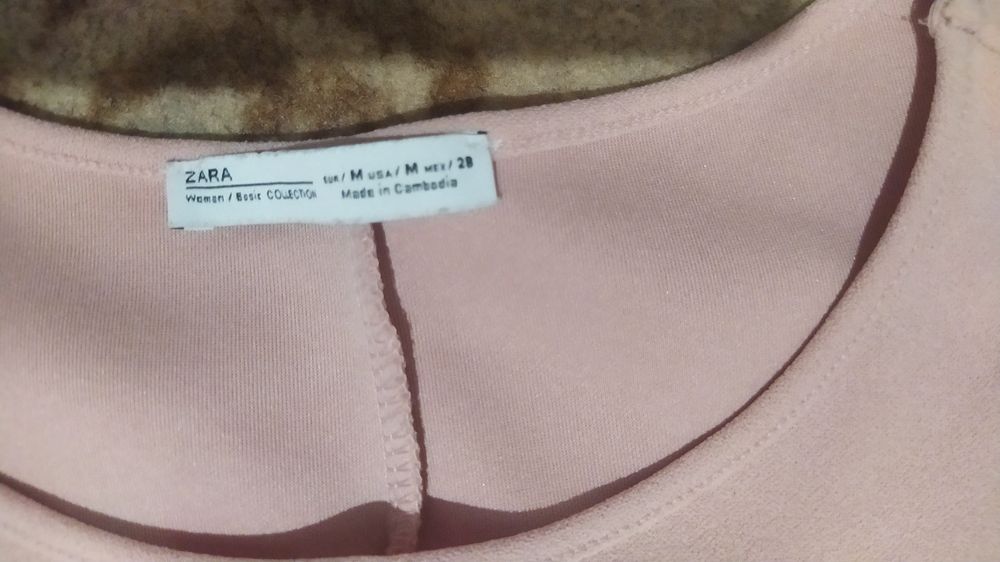 ZARA
Woman / Basic COLLECTION
EUR / M USA / M MEX / 28
Made in Cambodia